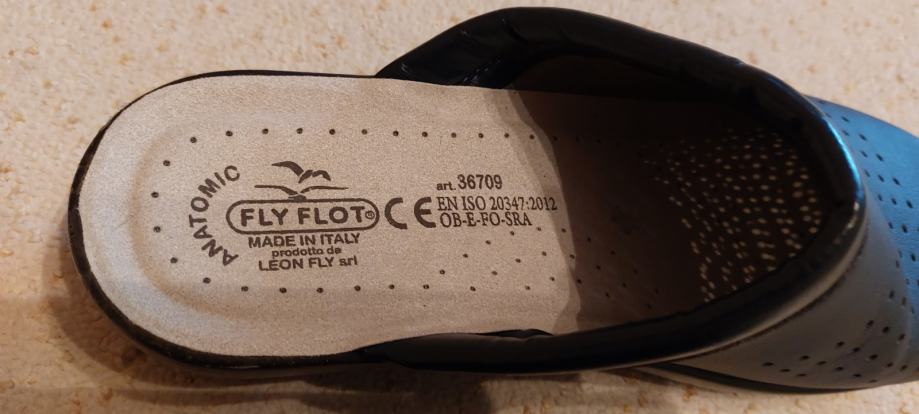 ANATOMIC
FLY FLOT®
MADE IN ITALY
prodotto da
LEON FLY srl
CE
art. 36709
EN ISO 20347:2012
OB-E-FO-SRA